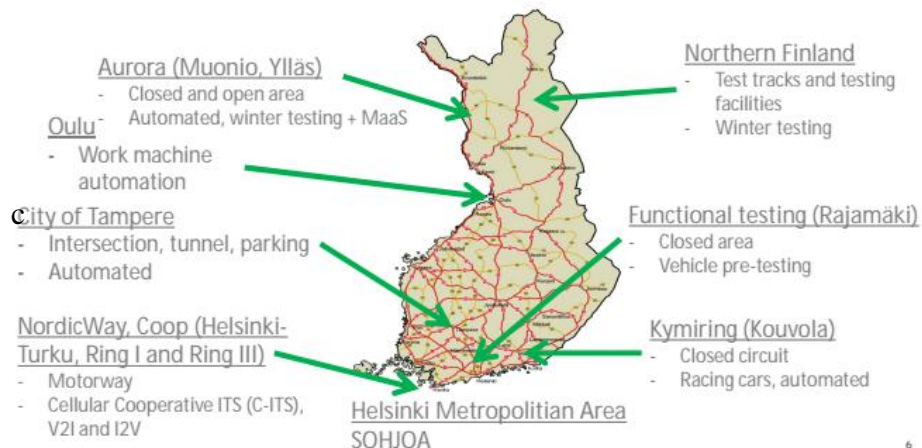 Aurora (Muonio, Ylläs)
- Closed and open area
- Automated, winter testing + MaaS
Oulu
- Work machine
automation
City of Tampere
- Intersection, tunnel, parking
- Automated
NordicWay, Coop (Helsinki-
Turku, Ring I and Ring III)
- Motorway
- Cellular Cooperative ITS (C-ITS),
V2I and I2V
Northern Finland
- Test tracks and testing
facilities
- Winter testing
Functional testing (Rajamäki)
- Closed area
- Vehicle pre-testing
Kymiring (Kouvola)
- Closed circuit
- Racing cars, automated
Helsinki Metropolitian Area
SOHJOA
6